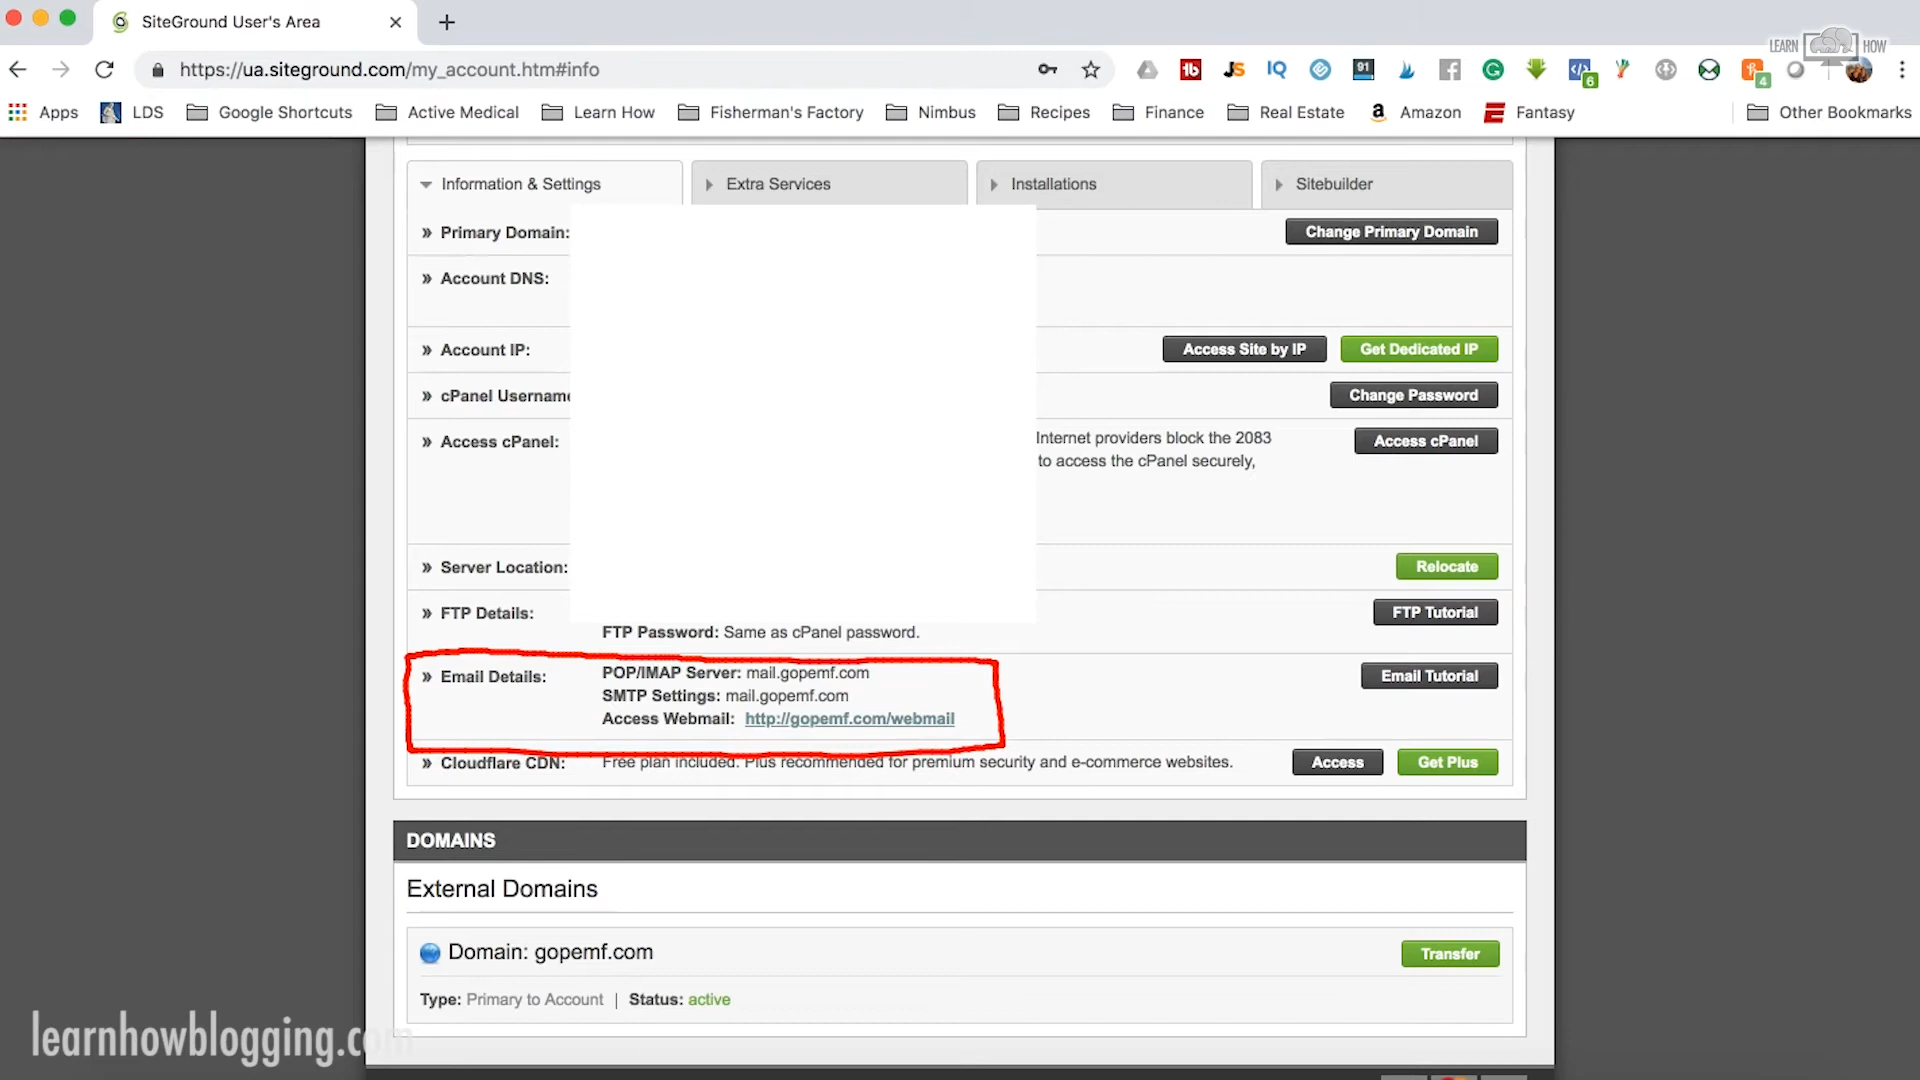 SiteGround User's Area
LEARN HOW
https://ua.siteground.com/my_account.htm#info
91
6
4
Apps LDS Google Shortcuts Active Medical Learn How Fisherman's Factory Nimbus Recipes Finance Real Estate Amazon Fantasy Other Bookmarks
Information & Settings Extra Services Installations Sitebuilder
» Primary Domain: Change Primary Domain
» Account DNS:
» Account IP: Access Site by IP Get Dedicated IP
» cPanel Username Change Password
» Access cPanel: Internet providers block the 2083 Access cPanel
to access the cPanel securely,
» Server Location: Relocate
» FTP Details: FTP Tutorial
FTP Password: Same as cPanel password.
» Email Details: POP/IMAP Server: mail.gopemf.com Email Tutorial
SMTP Settings: mail.gopemf.com
Access Webmail: http://gopemf.com/webmail
» Cloudflare CDN: Free plan included. Plus recommended for premium security and e-commerce websites. Access Get Plus
DOMAINS
External Domains
Domain: gopemf.com Transfer
Type: Primary to Account | Status: active
learnhowblogging.com